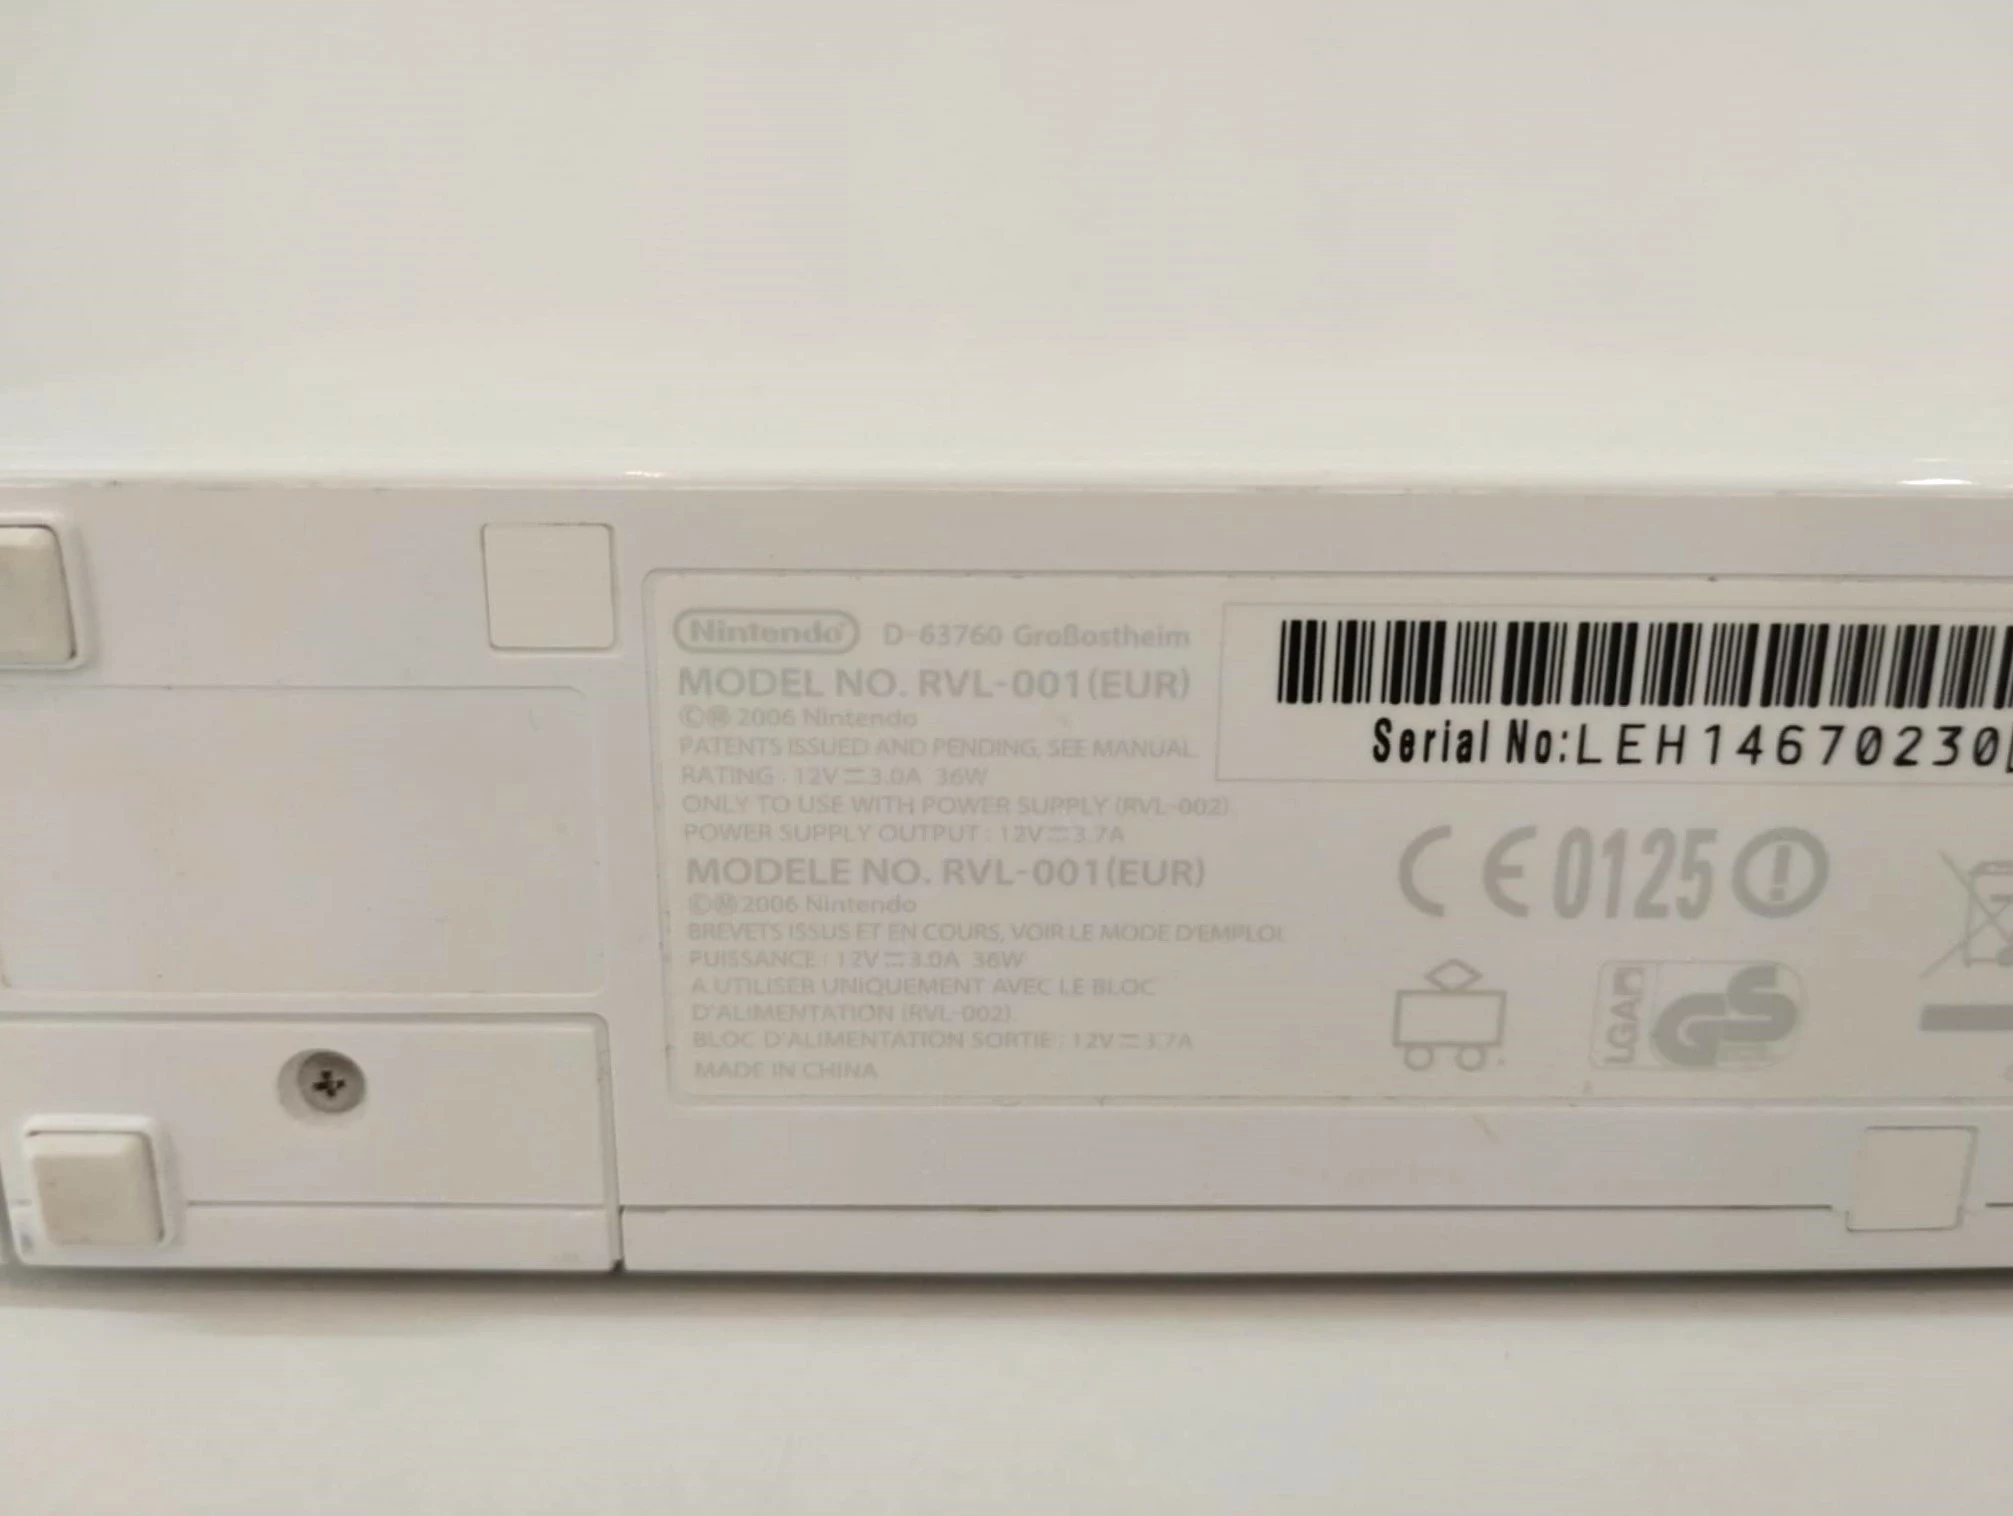 Nintendo D-63760 Großostheim
MODEL NO. RVL-001(EUR)
©Ⓜ 2006 Nintendo
PATENTS ISSUED AND PENDING, SEE MANUAL.
RATING : 12V⎓3.0A 36W
ONLY TO USE WITH POWER SUPPLY (RVL-002).
POWER SUPPLY OUTPUT : 12V⎓3.7A
MODELE NO. RVL-001(EUR)
©Ⓜ 2006 Nintendo
BREVETS ISSUS ET EN COURS, VOIR LE MODE D'EMPLOI.
PUISSANCE : 12V⎓3.0A 36W
A UTILISER UNIQUEMENT AVEC LE BLOC
D'ALIMENTATION (RVL-002).
BLOC D'ALIMENTATION SORTIE : 12V⎓3.7A
MADE IN CHINA
Serial No:LEH14670230
CE0125
LGA
GS